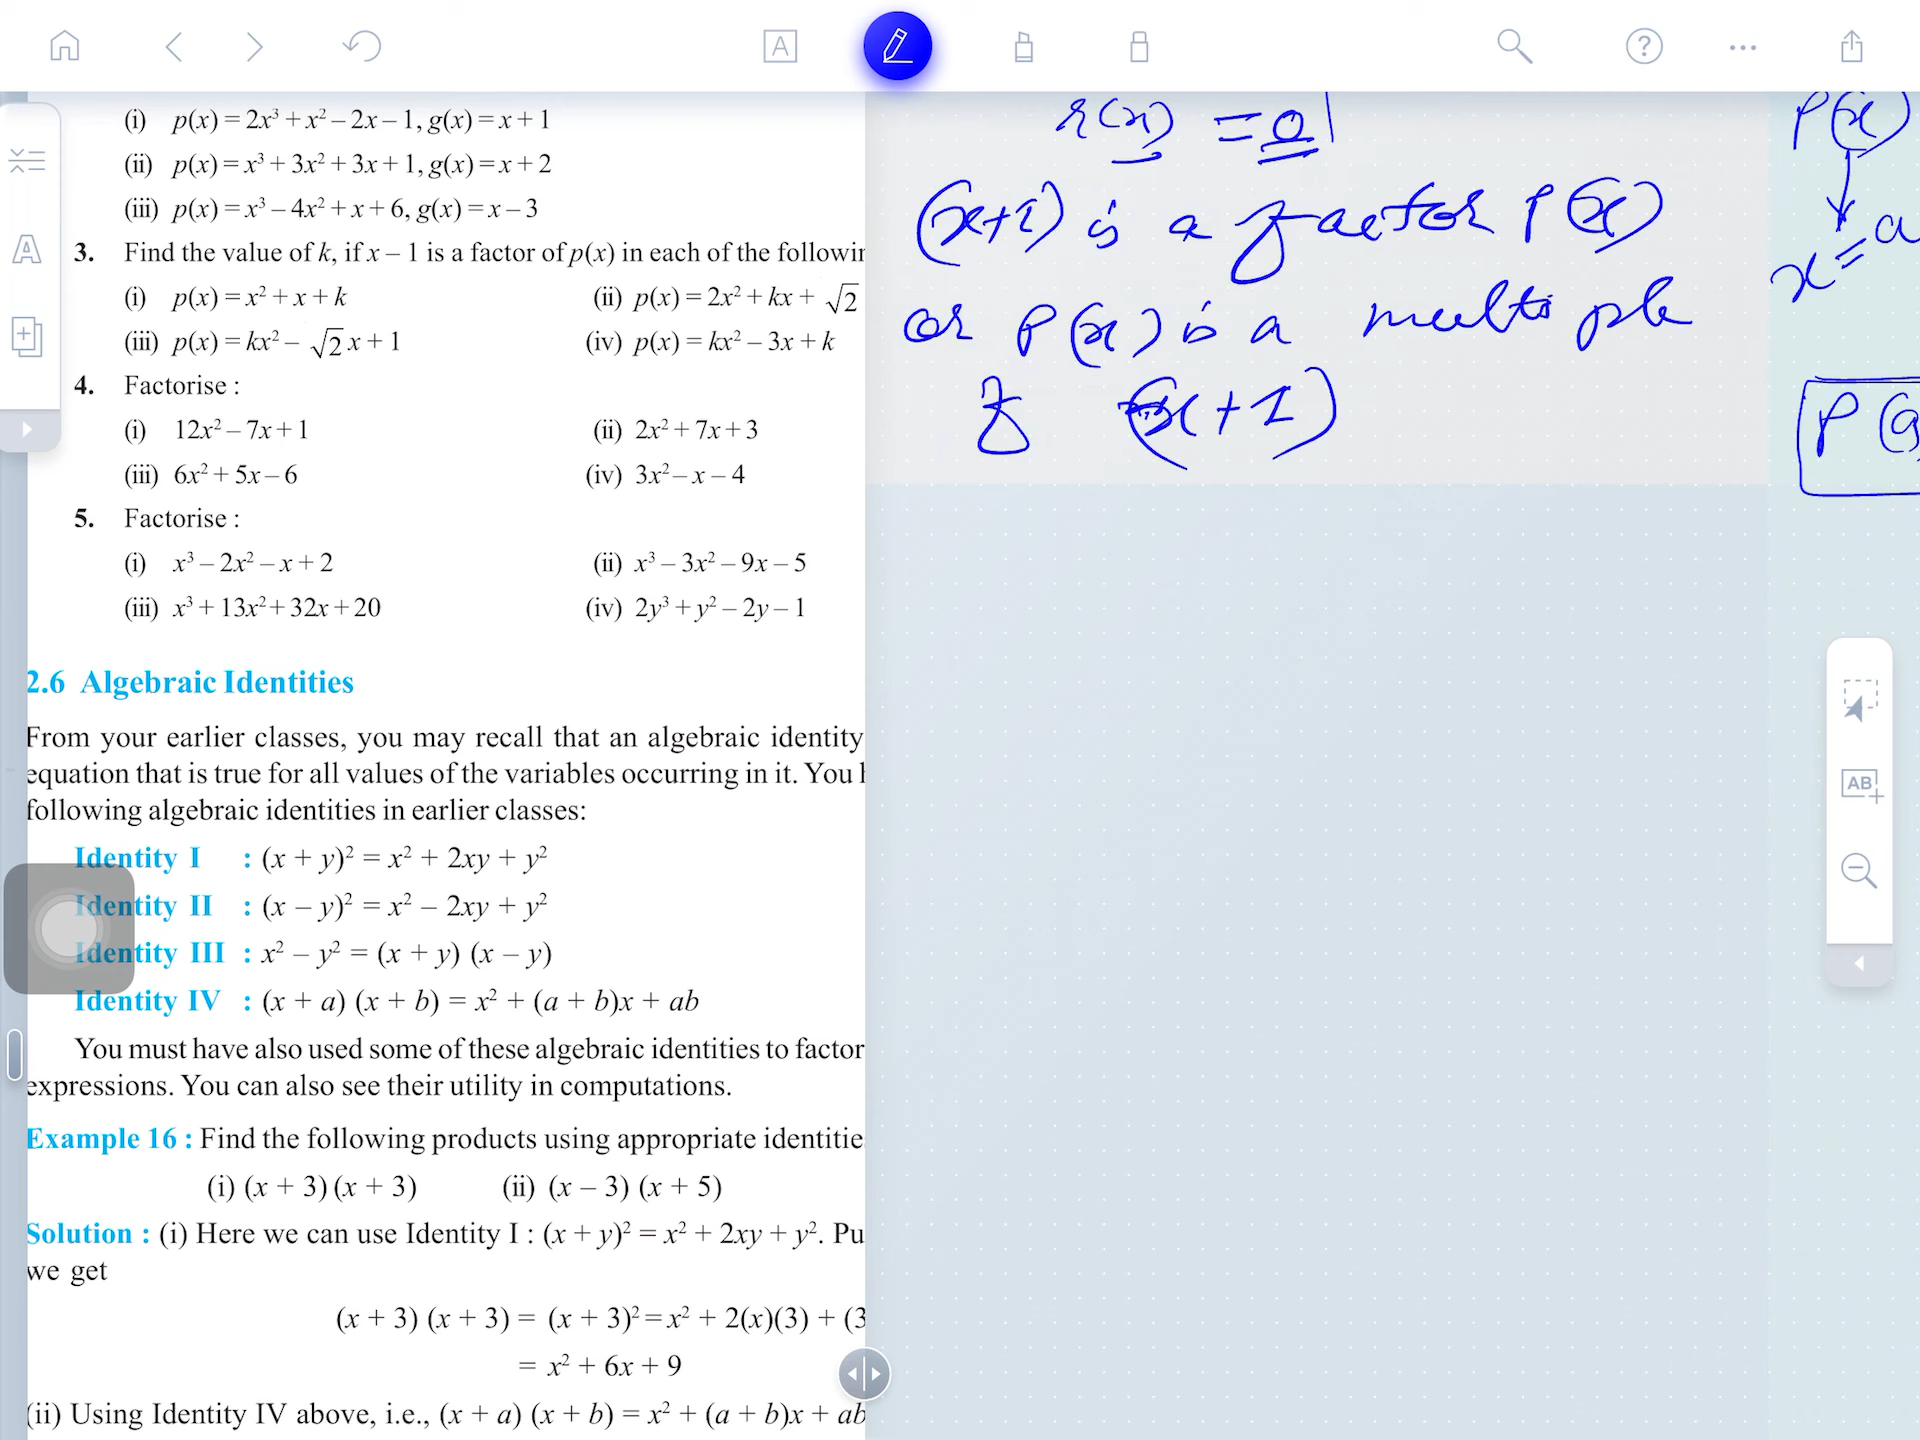 (i) p(x) = 2x³ + x² – 2x – 1, g(x) = x + 1
(ii) p(x) = x³ + 3x² + 3x + 1, g(x) = x + 2
(iii) p(x) = x³ – 4x² + x + 6, g(x) = x – 3
3. Find the value of k, if x – 1 is a factor of p(x) in each of the
(i) p(x) = x² + x + k (ii) p(x) = 2x² + kx + √2
(iii) p(x) = kx² – √2 x + 1 (iv) p(x) = kx² – 3x + k
4. Factorise :
(i) 12x² – 7x + 1 (ii) 2x² + 7x + 3
(iii) 6x² + 5x – 6 (iv) 3x² – x – 4
5. Factorise :
(i) x³ – 2x² – x + 2 (ii) x³ – 3x² – 9x – 5
(iii) x³ + 13x² + 32x + 20 (iv) 2y³ + y² – 2y – 1
2.6 Algebraic Identities
From your earlier classes, you may recall that an algebraic identity
equation that is true for all values of the variables occurring in it. You
following algebraic identities in earlier classes:
Identity I : (x + y)² = x² + 2xy + y²
Identity II : (x – y)² = x² – 2xy + y²
Identity III : x² – y² = (x + y) (x – y)
Identity IV : (x + a) (x + b) = x² + (a + b)x + ab
You must have also used some of these algebraic identities to factor
expressions. You can also see their utility in computations.
Example 16 : Find the following products using appropriate identitie
(i) (x + 3) (x + 3) (ii) (x – 3) (x + 5)
Solution : (i) Here we can use Identity I : (x + y)² = x² + 2xy + y². Pu
we get
(x + 3) (x + 3) = (x + 3)² = x² + 2(x)(3) + (3
= x² + 6x + 9
(ii) Using Identity IV above, i.e., (x + a) (x + b) = x² + (a + b)x + ab
r(x) = 0
(x+1) is a factor P(x)
or P(x) is a multiple
of (x+1)
P(x)
x = a
P(a